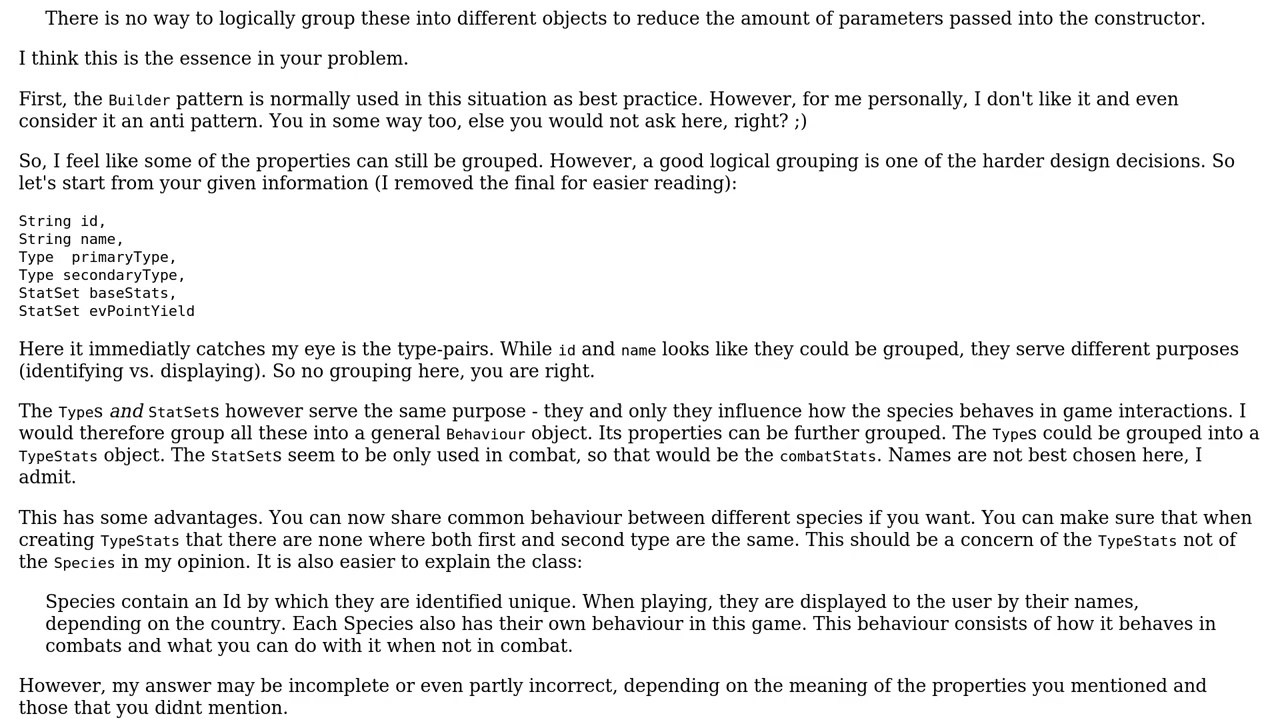 There is no way to logically group these into different objects to reduce the amount of parameters passed into the constructor.
I think this is the essence in your problem.
First, the Builder pattern is normally used in this situation as best practice. However, for me personally, I don't like it and even
consider it an anti pattern. You in some way too, else you would not ask here, right? ;)
So, I feel like some of the properties can still be grouped. However, a good logical grouping is one of the harder design decisions. So
let's start from your given information (I removed the final for easier reading):
String id,
String name,
Type  primaryType,
Type secondaryType,
StatSet baseStats,
StatSet evPointYield
Here it immediatly catches my eye is the type-pairs. While id and name looks like they could be grouped, they serve different purposes
(identifying vs. displaying). So no grouping here, you are right.
The Types and StatSets however serve the same purpose - they and only they influence how the species behaves in game interactions. I
would therefore group all these into a general Behaviour object. Its properties can be further grouped. The Types could be grouped into a
TypeStats object. The StatSets seem to be only used in combat, so that would be the combatStats. Names are not best chosen here, I
admit.
This has some advantages. You can now share common behaviour between different species if you want. You can make sure that when
creating TypeStats that there are none where both first and second type are the same. This should be a concern of the TypeStats not of
the Species in my opinion. It is also easier to explain the class:
Species contain an Id by which they are identified unique. When playing, they are displayed to the user by their names,
depending on the country. Each Species also has their own behaviour in this game. This behaviour consists of how it behaves in
combats and what you can do with it when not in combat.
However, my answer may be incomplete or even partly incorrect, depending on the meaning of the properties you mentioned and
those that you didnt mention.